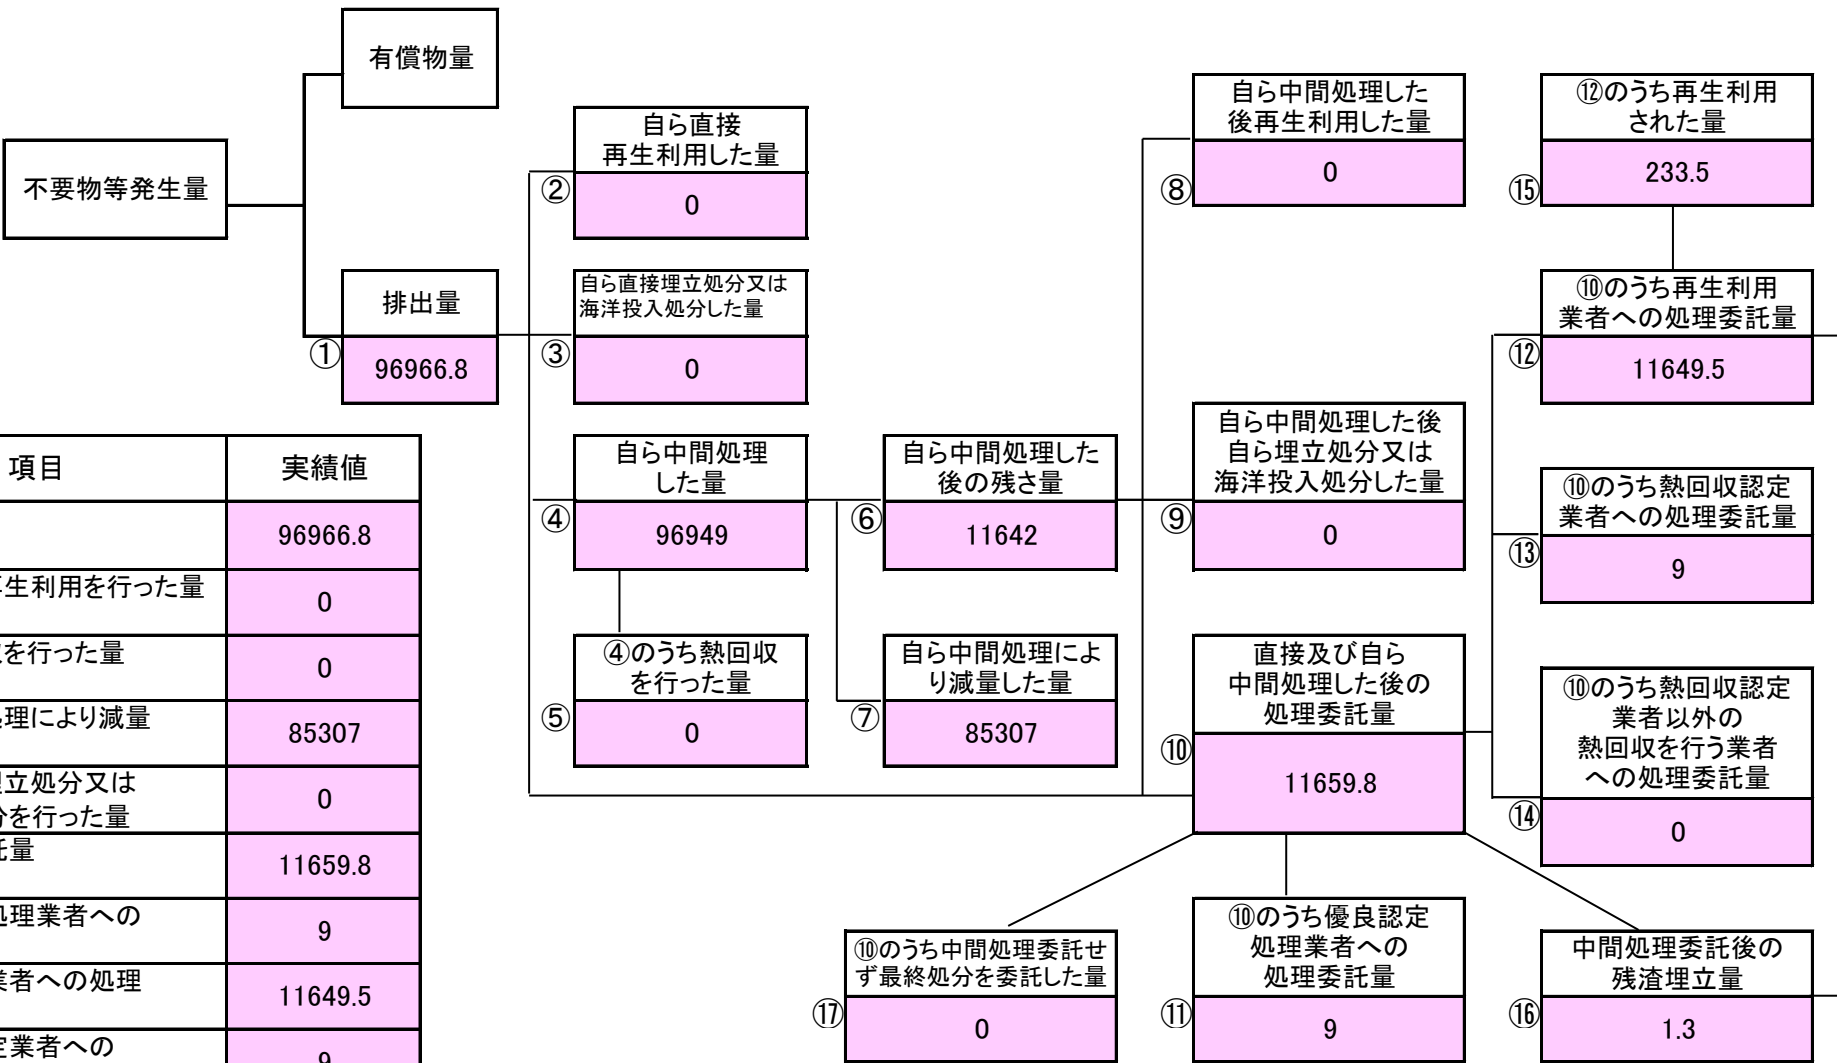 有償物量
不要物等発生量
排出量
①
96966.8
自ら直接
再生利用した量
②
0
自ら直接埋立処分又は
海洋投入処分した量
③
0
自ら中間処理
した量
④
96949
④のうち熱回収
を行った量
⑤
0
自ら中間処理した
後の残さ量
⑥
11642
自ら中間処理によ
り減量した量
⑦
85307
自ら中間処理した
後再生利用した量
⑧
0
自ら中間処理した後
自ら埋立処分又は
海洋投入処分した量
⑨
0
直接及び自ら
中間処理した後の
処理委託量
⑩
11659.8
⑩のうち中間処理委託せ
ず最終処分を委託した量
⑰
0
⑩のうち優良認定
処理業者への
処理委託量
⑪
9
⑫のうち再生利用
された量
⑮
233.5
⑩のうち再生利用
業者への処理委託量
⑫
11649.5
⑩のうち熱回収認定
業者への処理委託量
⑬
9
⑩のうち熱回収認定
業者以外の
熱回収を行う業者
への処理委託量
⑭
0
中間処理委託後の
残渣埋立量
⑯
1.3
項目 実績値
96966.8
生利用を行った量
0
を行った量
0
理により減量
85307
立処分又は
を行った量
0
量
11659.8
処理業者への
9
業者への処理
11649.5
業者への
9